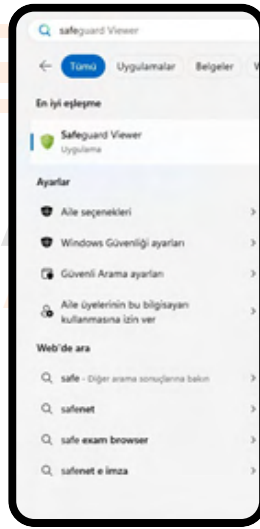 safeguard Viewer
Tümü Uygulamalar Belgeler
En iyi eşleşme
Safeguard Viewer
Uygulama
Ayarlar
Aile seçenekleri
Windows Güvenliği ayarları
Güvenli Arama ayarları
Aile üyelerinin bu bilgisayarı
kullanmasına izin ver
Web'de ara
safe - Diğer arama sonuçlarına bakın
safenet
safe exam browser
safenet e imza